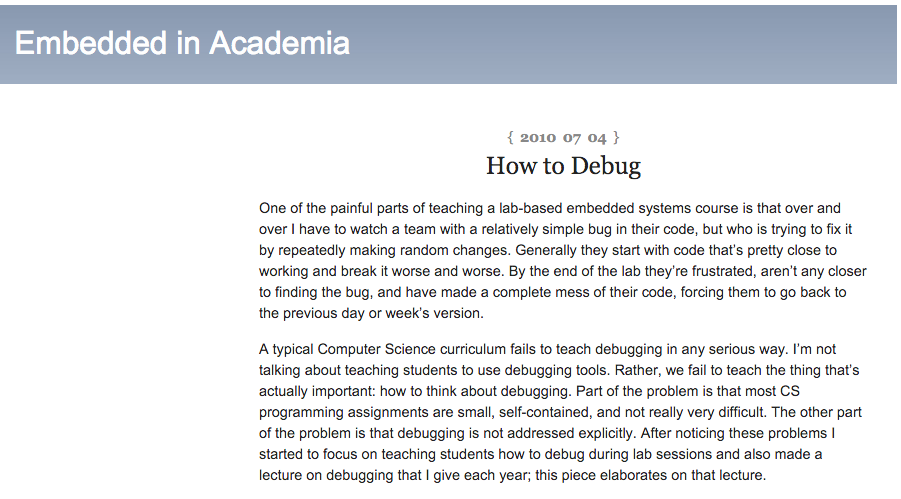 Embedded in Academia
{ 2010 07 04 }
How to Debug
One of the painful parts of teaching a lab-based embedded systems course is that over and
over I have to watch a team with a relatively simple bug in their code, but who is trying to fix it
by repeatedly making random changes. Generally they start with code that’s pretty close to
working and break it worse and worse. By the end of the lab they’re frustrated, aren’t any closer
to finding the bug, and have made a complete mess of their code, forcing them to go back to
the previous day or week’s version.
A typical Computer Science curriculum fails to teach debugging in any serious way. I’m not
talking about teaching students to use debugging tools. Rather, we fail to teach the thing that’s
actually important: how to think about debugging. Part of the problem is that most CS
programming assignments are small, self-contained, and not really very difficult. The other part
of the problem is that debugging is not addressed explicitly. After noticing these problems I
started to focus on teaching students how to debug during lab sessions and also made a
lecture on debugging that I give each year; this piece elaborates on that lecture.